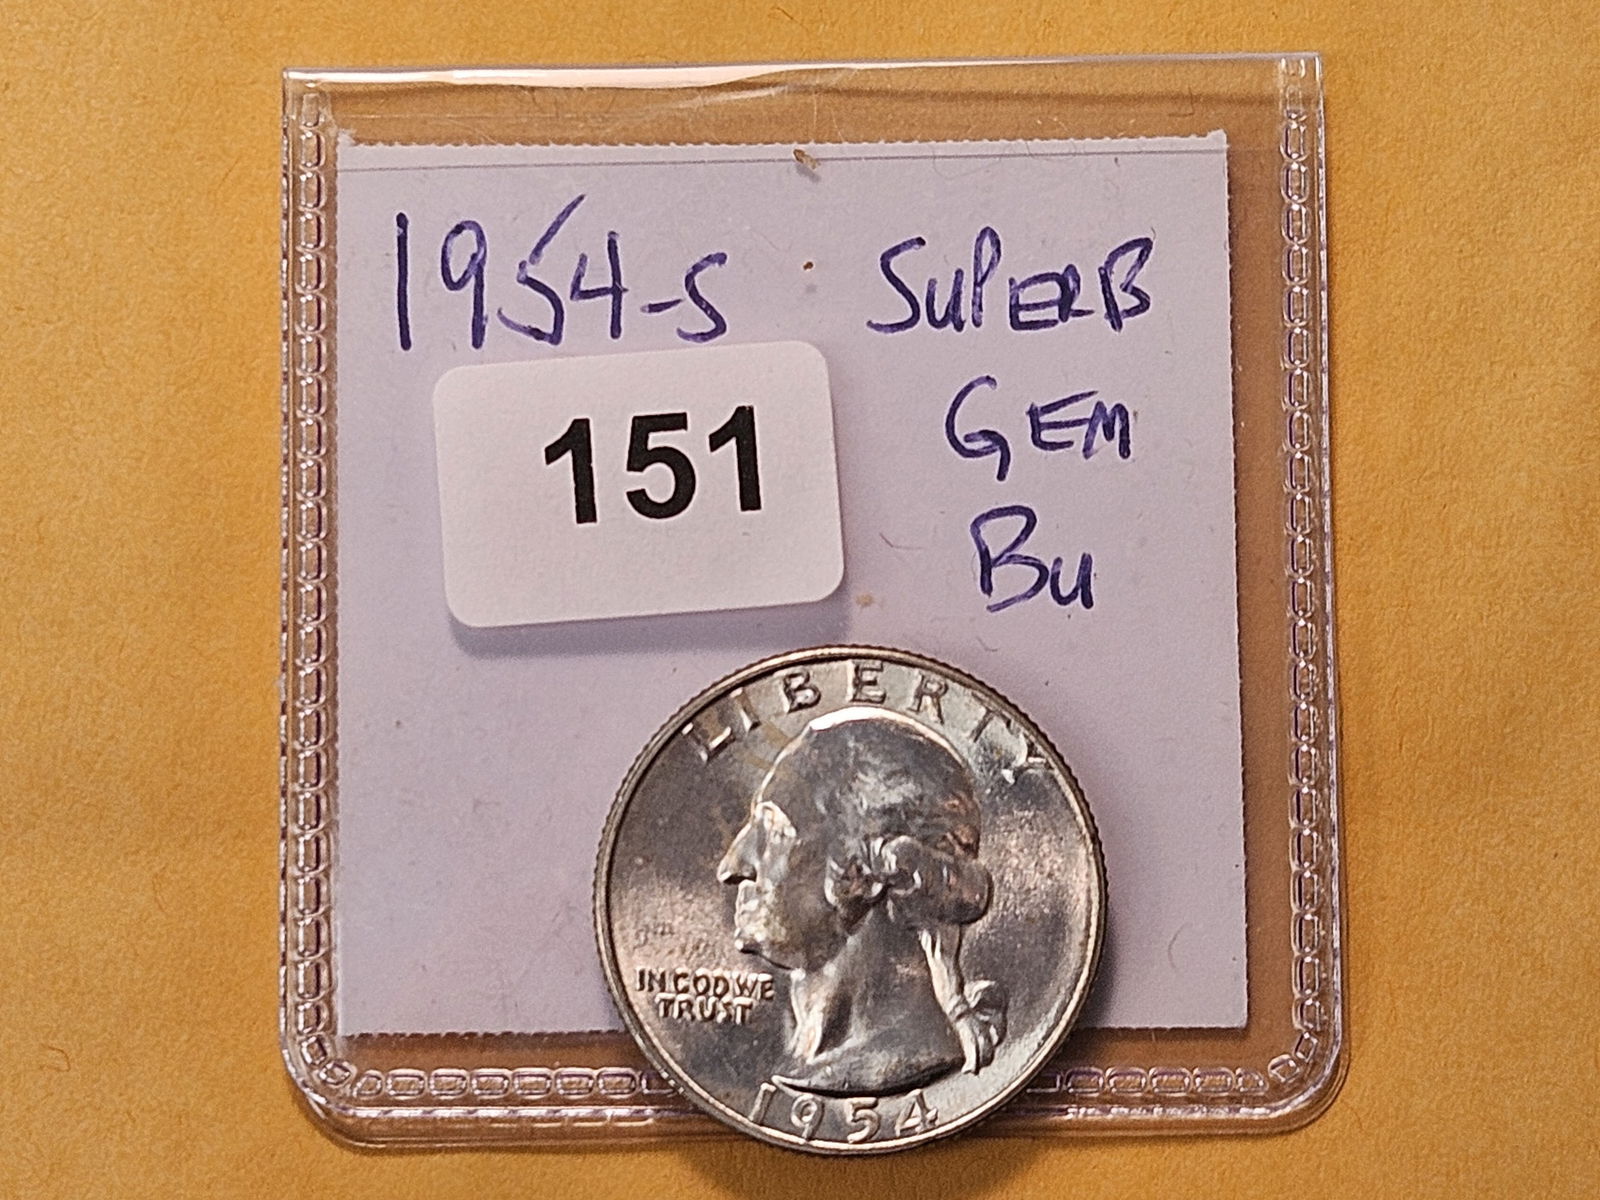 1954-S SUPERB
GEM
BU
151
LIBERTY
IN GOD WE
TRUST
1954